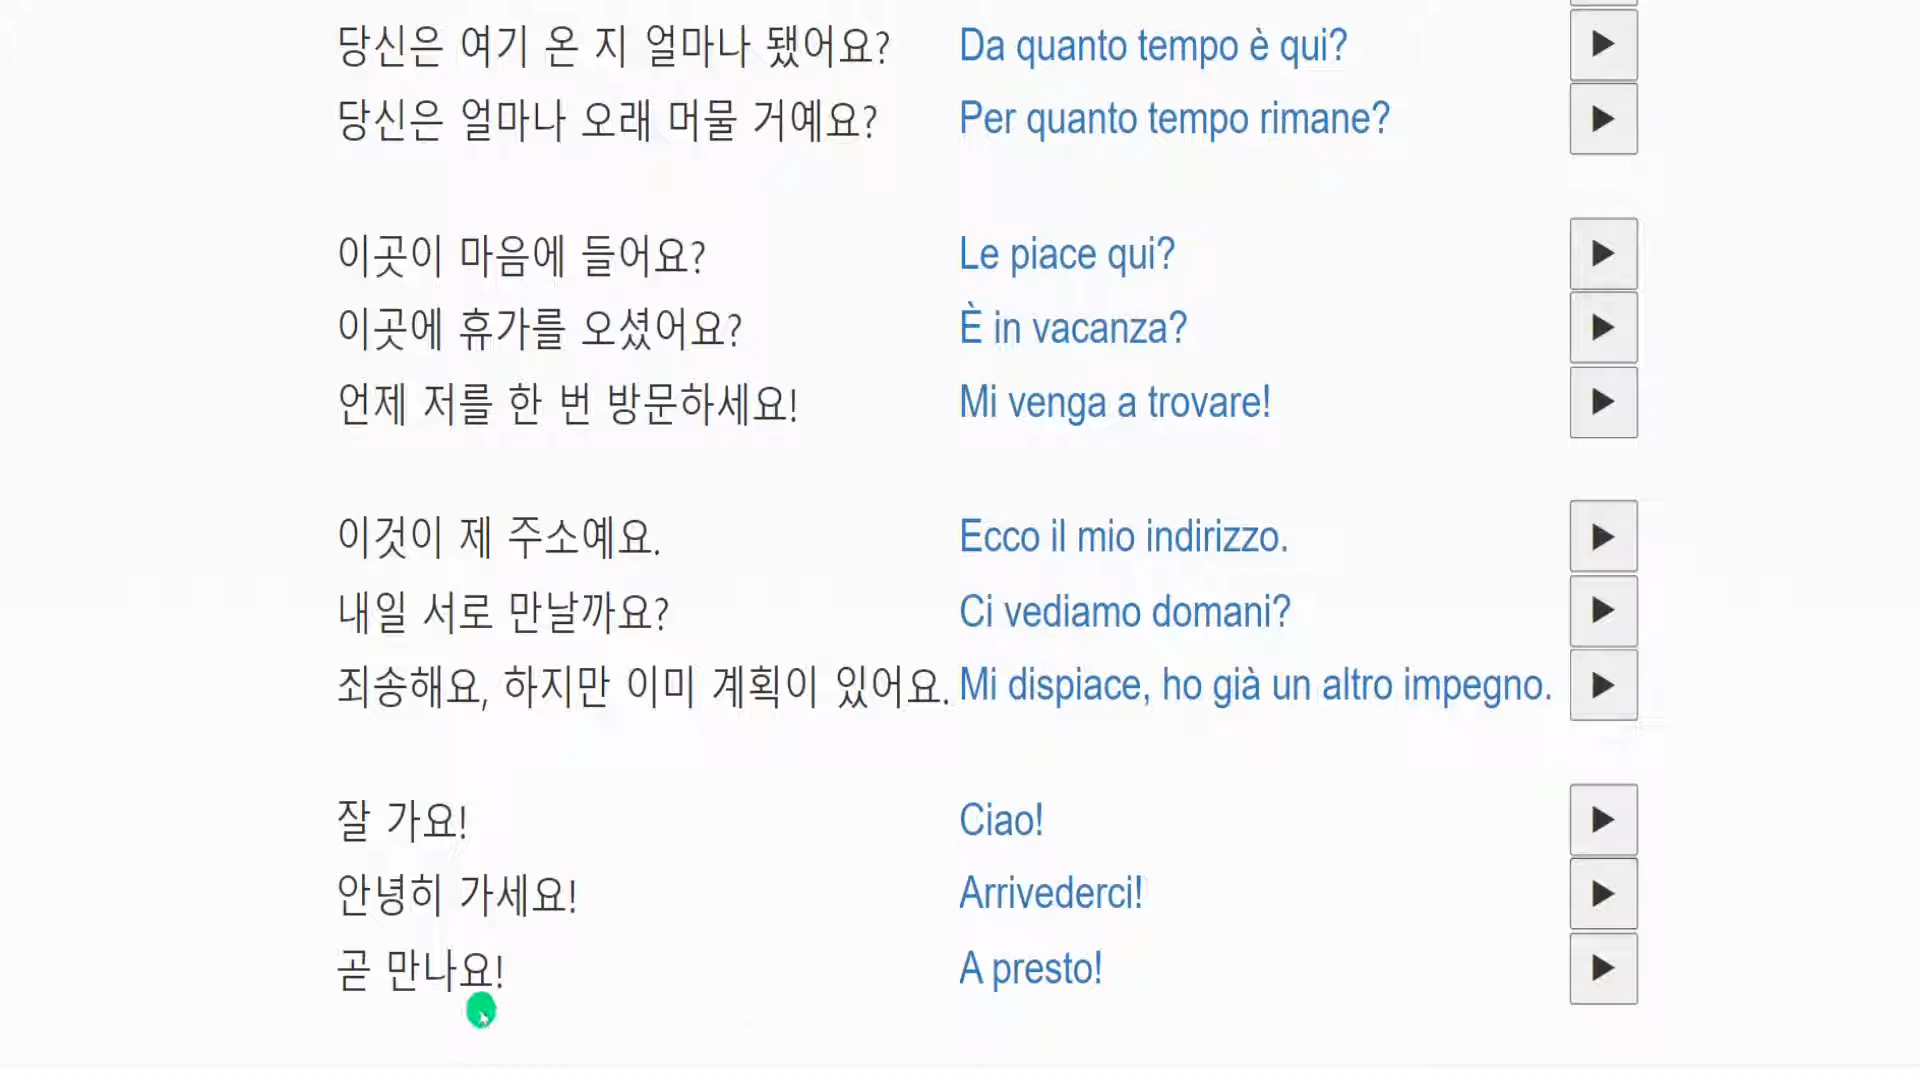 당신은 여기 온 지 얼마나 됐어요? Da quanto tempo è qui?
당신은 얼마나 오래 머물 거예요? Per quanto tempo rimane?
이곳이 마음에 들어요? Le piace qui?
이곳에 휴가를 오셨어요? È in vacanza?
언제 저를 한 번 방문하세요! Mi venga a trovare!
이것이 제 주소예요. Ecco il mio indirizzo.
내일 서로 만날까요? Ci vediamo domani?
죄송해요, 하지만 이미 계획이 있어요. Mi dispiace, ho già un altro impegno.
잘 가요! Ciao!
안녕히 가세요! Arrivederci!
곧 만나요! A presto!